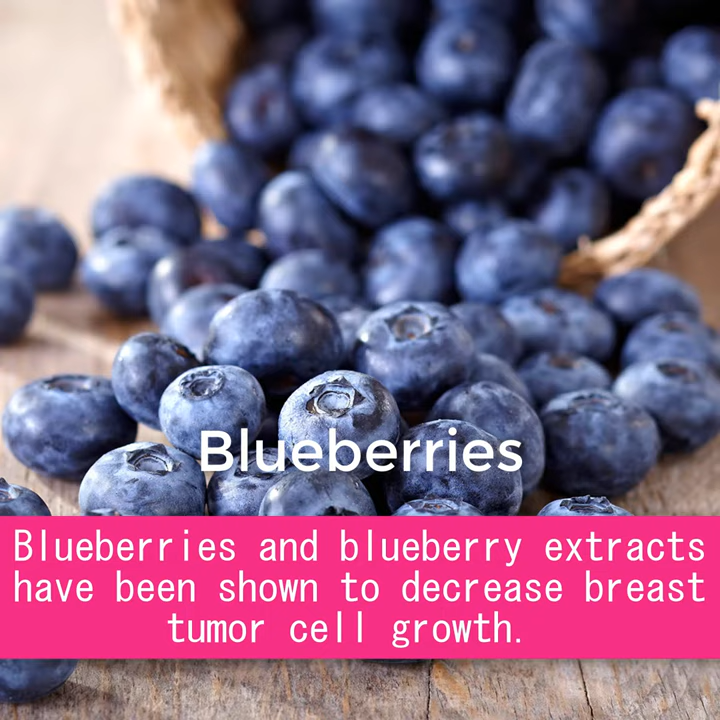 Blueberries
Blueberries and blueberry extracts
have been shown to decrease breast
tumor cell growth.